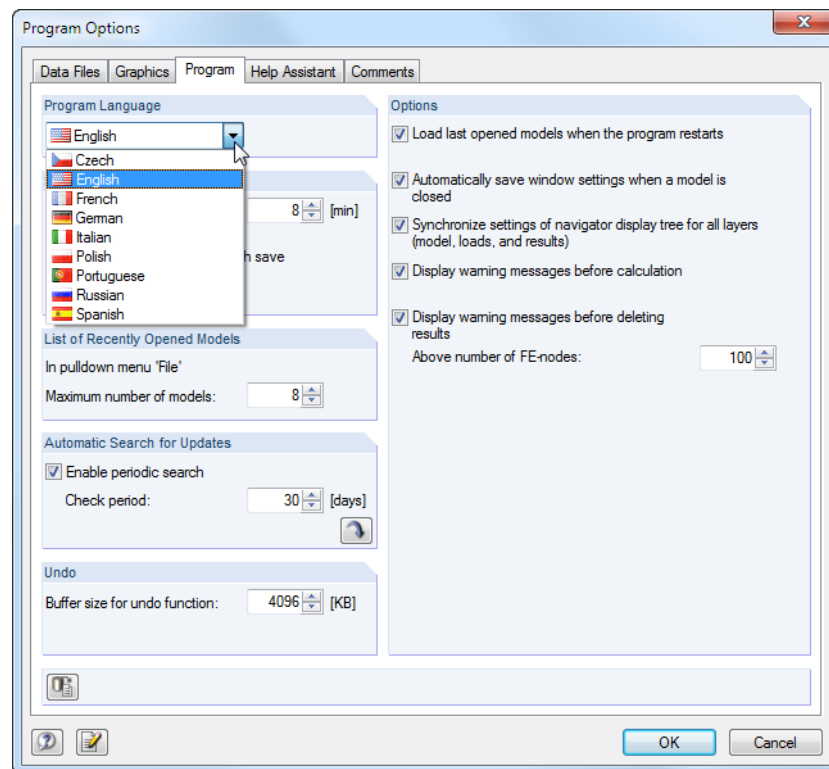 Program Options
Data Files
Graphics
Program
Help Assistant
Comments
Program Language
English
Czech
English
French
German
Italian
Polish
Portuguese
Russian
Spanish
8 [min]
save
List of Recently Opened Models
In pulldown menu 'File'
Maximum number of models: 8
Automatic Search for Updates
Enable periodic search
Check period: 30 [days]
Undo
Buffer size for undo function: 4096 [KB]
Options
Load last opened models when the program restarts
Automatically save window settings when a model is
closed
Synchronize settings of navigator display tree for all layers
(model, loads, and results)
Display warning messages before calculation
Display warning messages before deleting
results
Above number of FE-nodes: 100
OK
Cancel